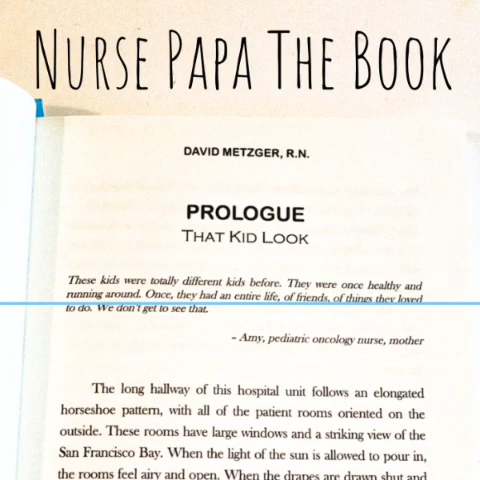 NURSE PAPA THE BOOK
DAVID METZGER, R.N.
PROLOGUE
THAT KID LOOK
These kids were totally different kids before. They were once healthy and
running around. Once, they had an entire life, of friends, of things they loved
to do. We don't get to see that.
– Amy, pediatric oncology nurse, mother
The long hallway of this hospital unit follows an elongated
horseshoe pattern, with all of the patient rooms oriented on the
outside. These rooms have large windows and a striking view of the
San Francisco Bay. When the light of the sun is allowed to pour in,
the rooms feel airy and open. When the drapes are drawn shut and